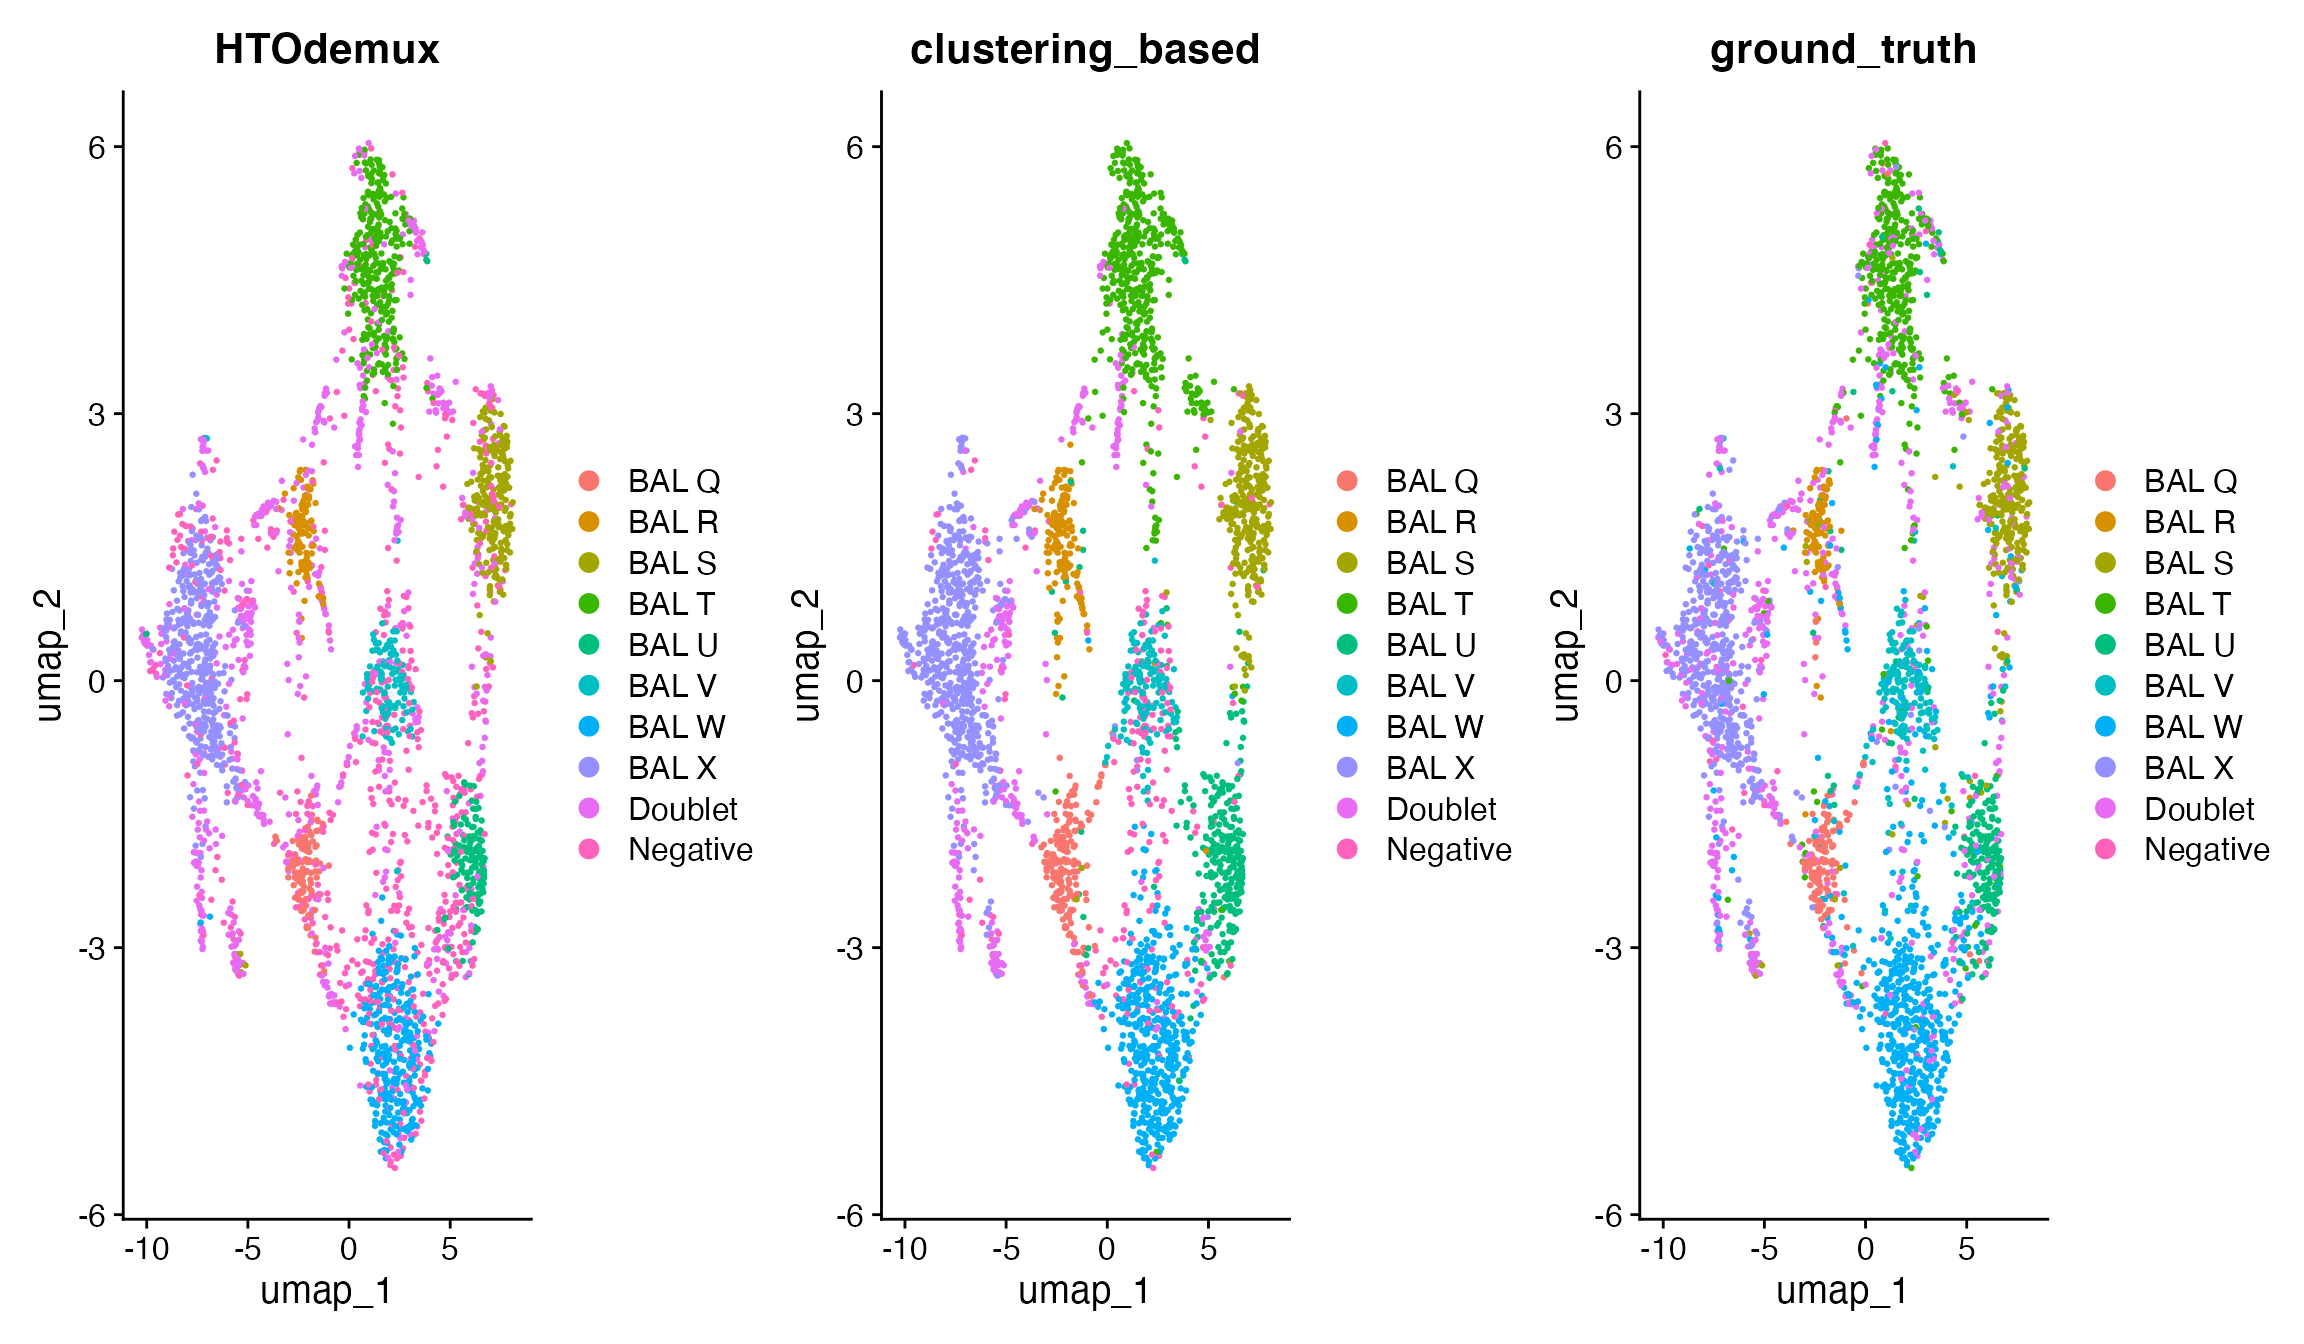 HTOdemux
clustering_based
ground_truth
6
3
0
-3
-6
-10
-5
0
5
umap_1
umap_2
BAL Q
BAL R
BAL S
BAL T
BAL U
BAL V
BAL W
BAL X
Doublet
Negative
6
3
0
-3
-6
-10
-5
0
5
umap_1
umap_2
BAL Q
BAL R
BAL S
BAL T
BAL U
BAL V
BAL W
BAL X
Doublet
Negative
6
3
0
-3
-6
-10
-5
0
5
umap_1
umap_2
BAL Q
BAL R
BAL S
BAL T
BAL U
BAL V
BAL W
BAL X
Doublet
Negative